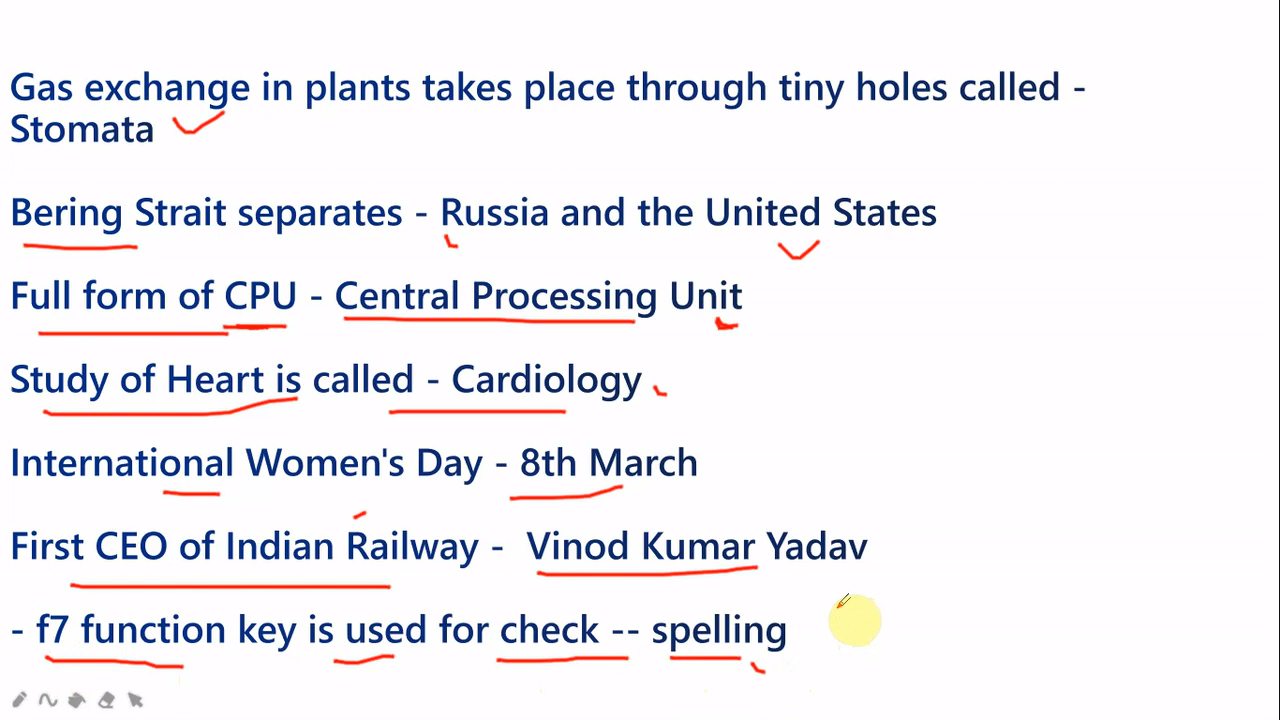 Gas exchange in plants takes place through tiny holes called -
Stomata
Bering Strait separates - Russia and the United States
Full form of CPU - Central Processing Unit
Study of Heart is called - Cardiology
International Women's Day - 8th March
First CEO of Indian Railway - Vinod Kumar Yadav
- f7 function key is used for check -- spelling